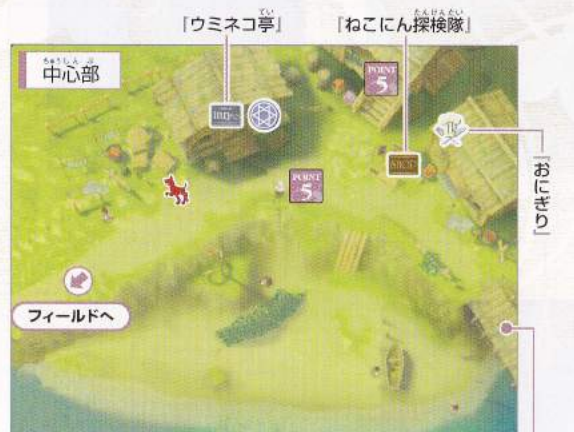 『ウミネコ亭』
『ねこにん探検隊』
中心部
POINT
5
INN
SHOP
POINT
5
『おにぎり』
フィールドへ